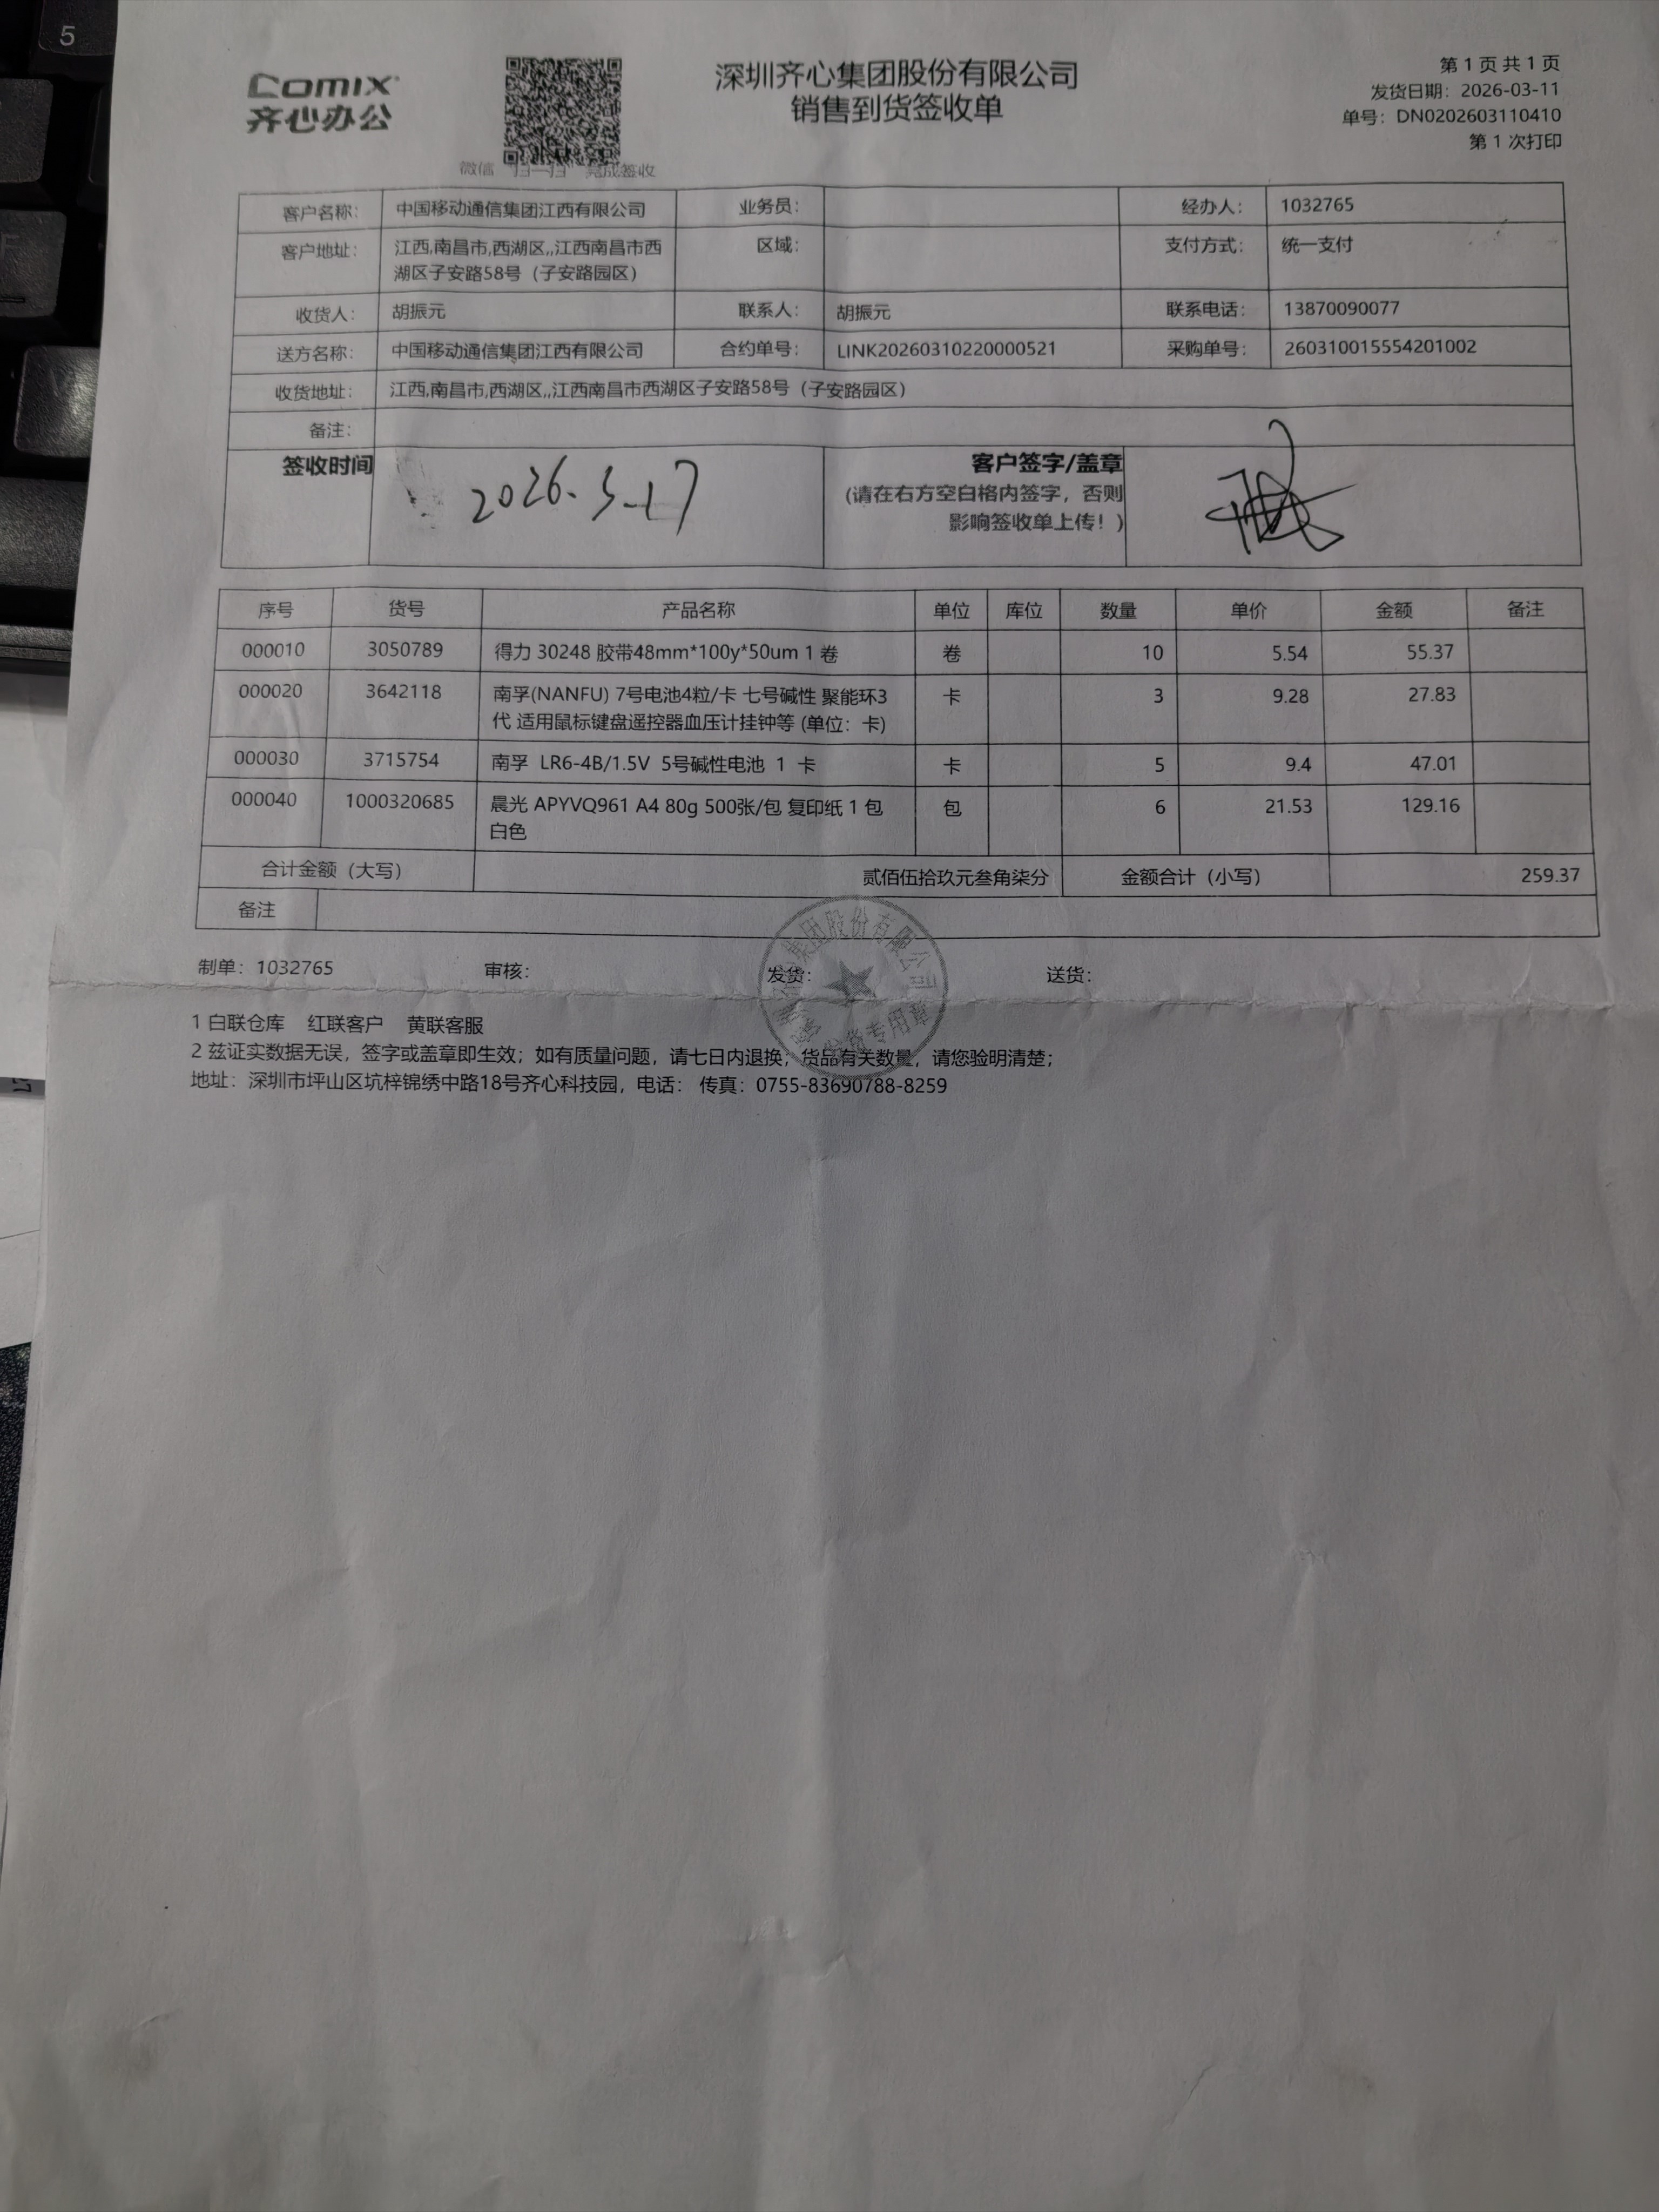 5
Comix
齐心办公
微信 扫一扫 完成签收
深圳齐心集团股份有限公司
销售到货签收单
第 1 页 共 1 页
发货日期：2026-03-11
单号：DN0202603110410
第 1 次打印
客户名称： 中国移动通信集团江西有限公司 业务员： 经办人： 1032765
客户地址： 江西,南昌市,西湖区,,江西南昌市西 区域： 支付方式： 统一支付
湖区子安路58号（子安路园区）
收货人： 胡振元 联系人： 胡振元 联系电话： 13870090077
送方名称： 中国移动通信集团江西有限公司 合约单号： LINK20260310220000521 采购单号： 260310015554201002
收货地址： 江西,南昌市,西湖区,,江西南昌市西湖区子安路58号（子安路园区）
备注：
签收时间 2026.3.17 客户签字/盖章
(请在右方空白格内签字，否则
影响签收单上传！)
序号 货号 产品名称 单位 库位 数量 单价 金额 备注
000010 3050789 得力 30248 胶带48mm*100y*50um 1 卷 卷 10 5.54 55.37
000020 3642118 南孚(NANFU) 7号电池4粒/卡 七号碱性 聚能环3 卡 3 9.28 27.83
代 适用鼠标键盘遥控器血压计挂钟等 (单位：卡)
000030 3715754 南孚 LR6-4B/1.5V 5号碱性电池 1 卡 卡 5 9.4 47.01
000040 1000320685 晨光 APYVQ961 A4 80g 500张/包 复印纸 1 包 包 6 21.53 129.16
白色
合计金额（大写） 贰佰伍拾玖元叁角柒分 金额合计（小写） 259.37
备注
制单：1032765 审核： 发货： 送货：
集团股份有限公司
专用章
1 白联仓库 红联客户 黄联客服
2 兹证实数据无误，签字或盖章即生效；如有质量问题，请七日内退换；货品有关数量，请您验明清楚；
地址：深圳市坪山区坑梓锦绣中路18号齐心科技园，电话： 传真：0755-83690788-8259